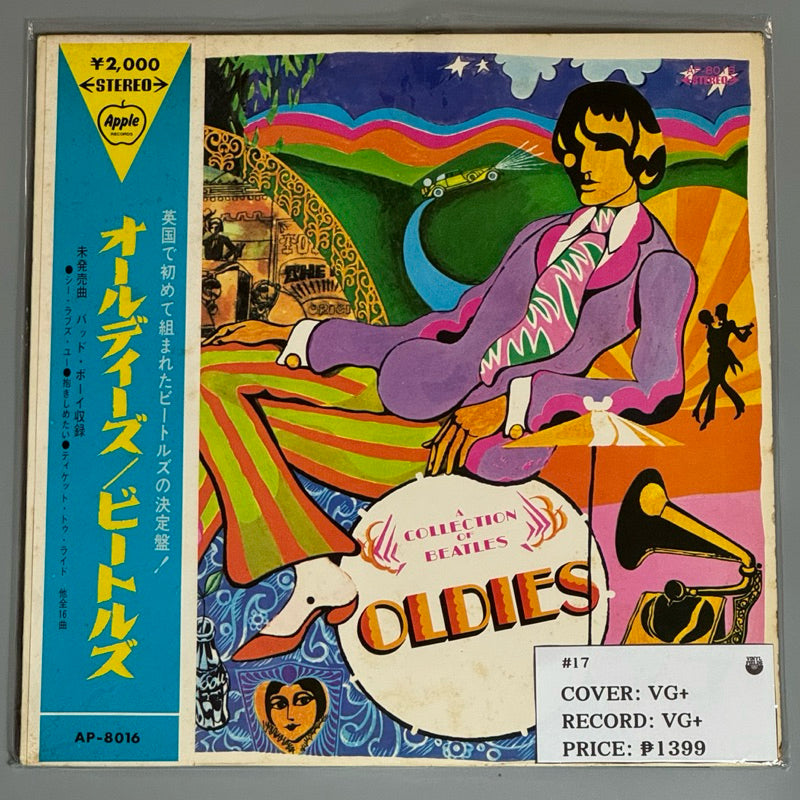 ¥2,000
←STEREO→
Apple
RECORDS
英国で初めて組まれたビートルズの決定盤!
オールディーズ/ビートルズ
未発売曲 バッド・ボーイ収録
●シー・ラブズ・ユー●抱きしめたい●ティケット・トゥ・ライド 他全16曲
AP-8016
AP-8016
STEREO
A
COLLECTION
OF
BEATLES
OLDIES
#17
COVER: VG+
RECORD: VG+
PRICE: ₱1399